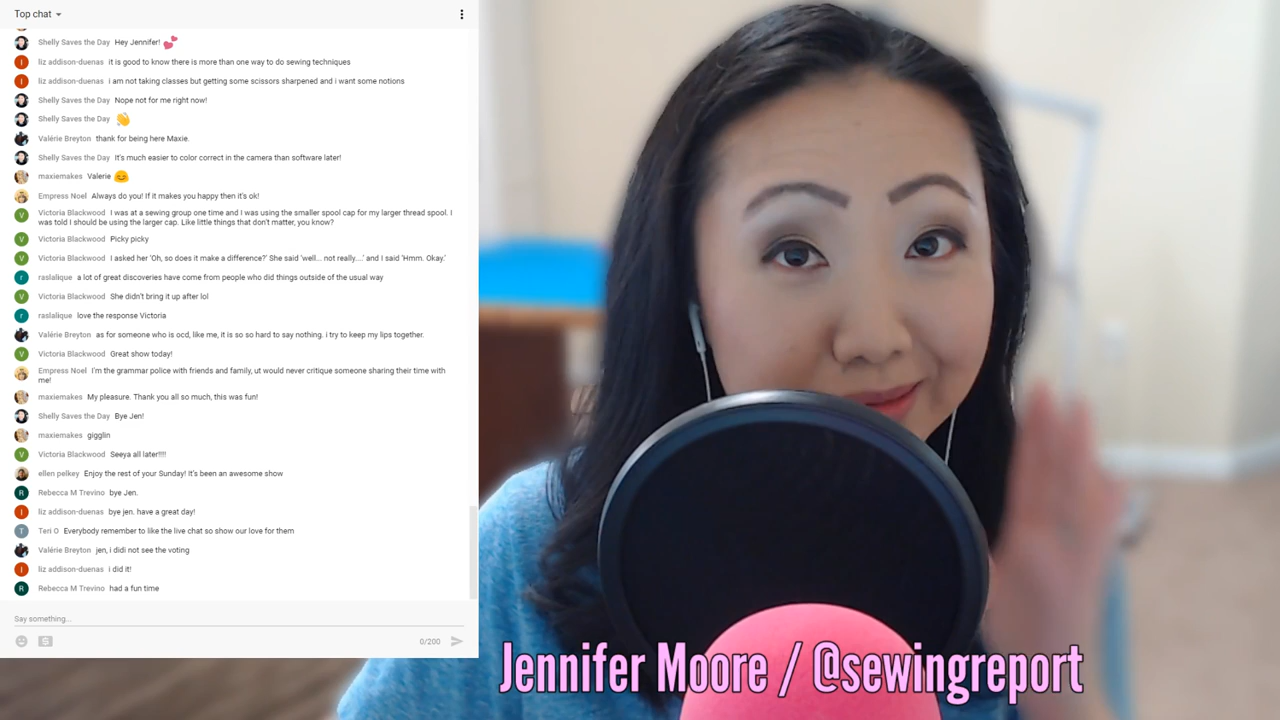 Top chat
Shelly Saves the Day Hey Jennifer!
liz addison-duenas it is good to know there is more than one way to do sewing techniques
liz addison-duenas i am not taking classes but getting some scissors sharpened and i want some notions
Shelly Saves the Day Nope not for me right now!
Shelly Saves the Day
Valérie Breyton thank for being here Maxie.
Shelly Saves the Day It's much easier to color correct in the camera than software later!
maxiemakes Valerie
Empress Noel Always do you! If it makes you happy then it's ok!
V Victoria Blackwood I was at a sewing group one time and I was using the smaller spool cap for my larger thread spool. I
was told I should be using the larger cap. Like little things that don't matter, you know?
V Victoria Blackwood Picky picky
V Victoria Blackwood I asked her 'Oh, so does it make a difference?' She said 'well... not really....' and I said 'Hmm. Okay.'
r raslalique a lot of great discoveries have come from people who did things outside of the usual way
V Victoria Blackwood She didn't bring it up after lol
r raslalique love the response Victoria
Valérie Breyton as for someone who is ocd, like me, it is so so hard to say nothing. i try to keep my lips together.
V Victoria Blackwood Great show today!
Empress Noel I'm the grammar police with friends and family, ut would never critique someone sharing their time with
me!
maxiemakes My pleasure. Thank you all so much, this was fun!
Shelly Saves the Day Bye Jen!
maxiemakes gigglin
V Victoria Blackwood Seeya all later!!!!
ellen pelkey Enjoy the rest of your Sunday! It's been an awesome show
R Rebecca M Trevino bye Jen.
l liz addison-duenas bye jen. have a great day!
T Teri O Everybody remember to like the live chat so show our love for them
Valérie Breyton jen, i didi not see the voting
l liz addison-duenas i did it!
R Rebecca M Trevino had a fun time
Say something...
0/200
Jennifer Moore / @sewingreport